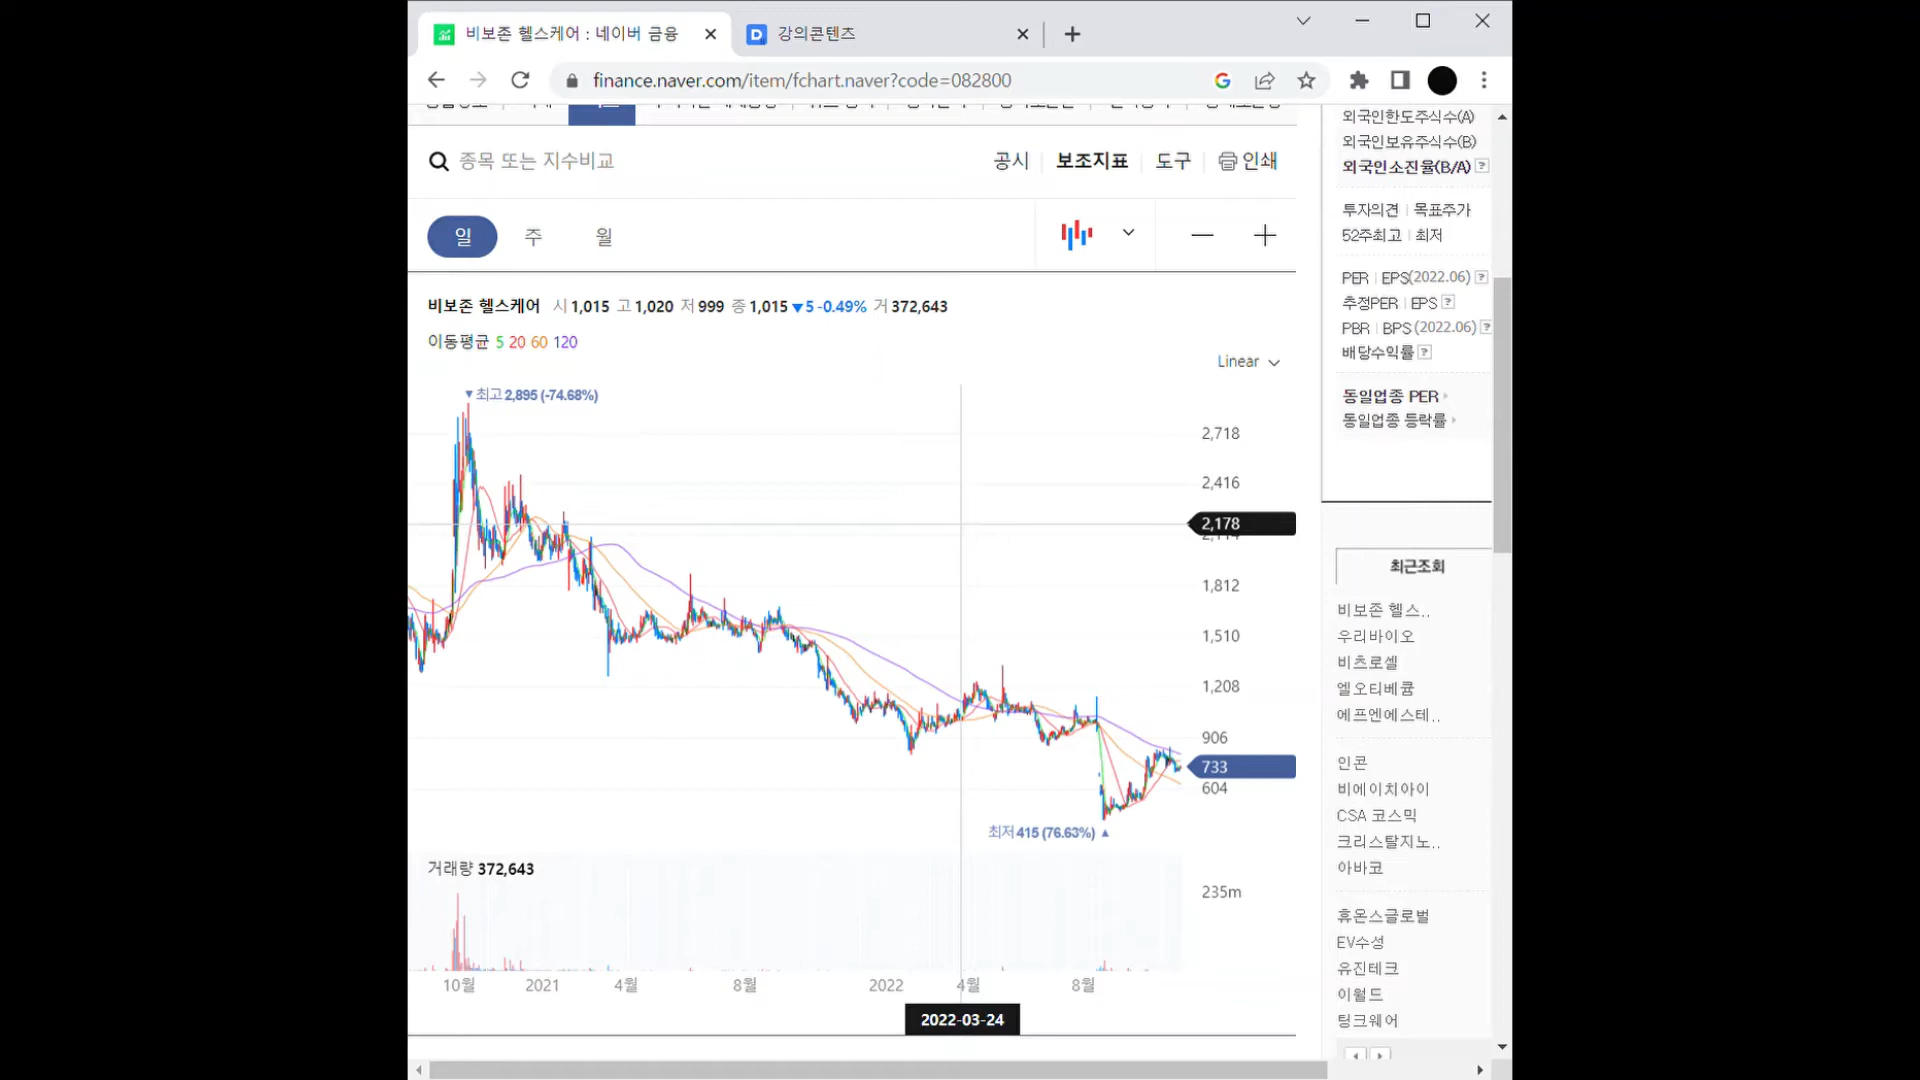 비보존 헬스케어 : 네이버 금융
강의콘텐츠
finance.naver.com/item/fchart.naver?code=082800
종목 또는 지수비교
공시 보조지표 도구 인쇄
일 주 월
비보존 헬스케어 시 1,015 고 1,020 저 999 종 1,015 ▼5 -0.49% 거 372,643
이동평균 5 20 60 120
Linear
▼최고 2,895 (-74.68%)
2,718
2,416
2,178
2,114
1,812
1,510
1,208
906
733
604
최저 415 (76.63%) ▲
거래량 372,643
235m
10월 2021 4월 8월 2022 4월 8월
2022-03-24
외국인한도주식수(A)
외국인보유주식수(B)
외국인소진율(B/A) ?
투자의견 | 목표주가
52주최고 | 최저
PER | EPS(2022.06) ?
추정PER | EPS ?
PBR | BPS (2022.06) ?
배당수익률 ?
동일업종 PER
동일업종 등락률
최근조회
비보존 헬스..
우리바이오
비츠로셀
엘오티베큠
에프엔에스테..
인콘
비에이치아이
CSA 코스믹
크리스탈지노..
아바코
휴온스글로벌
EV수성
유진테크
이월드
팅크웨어